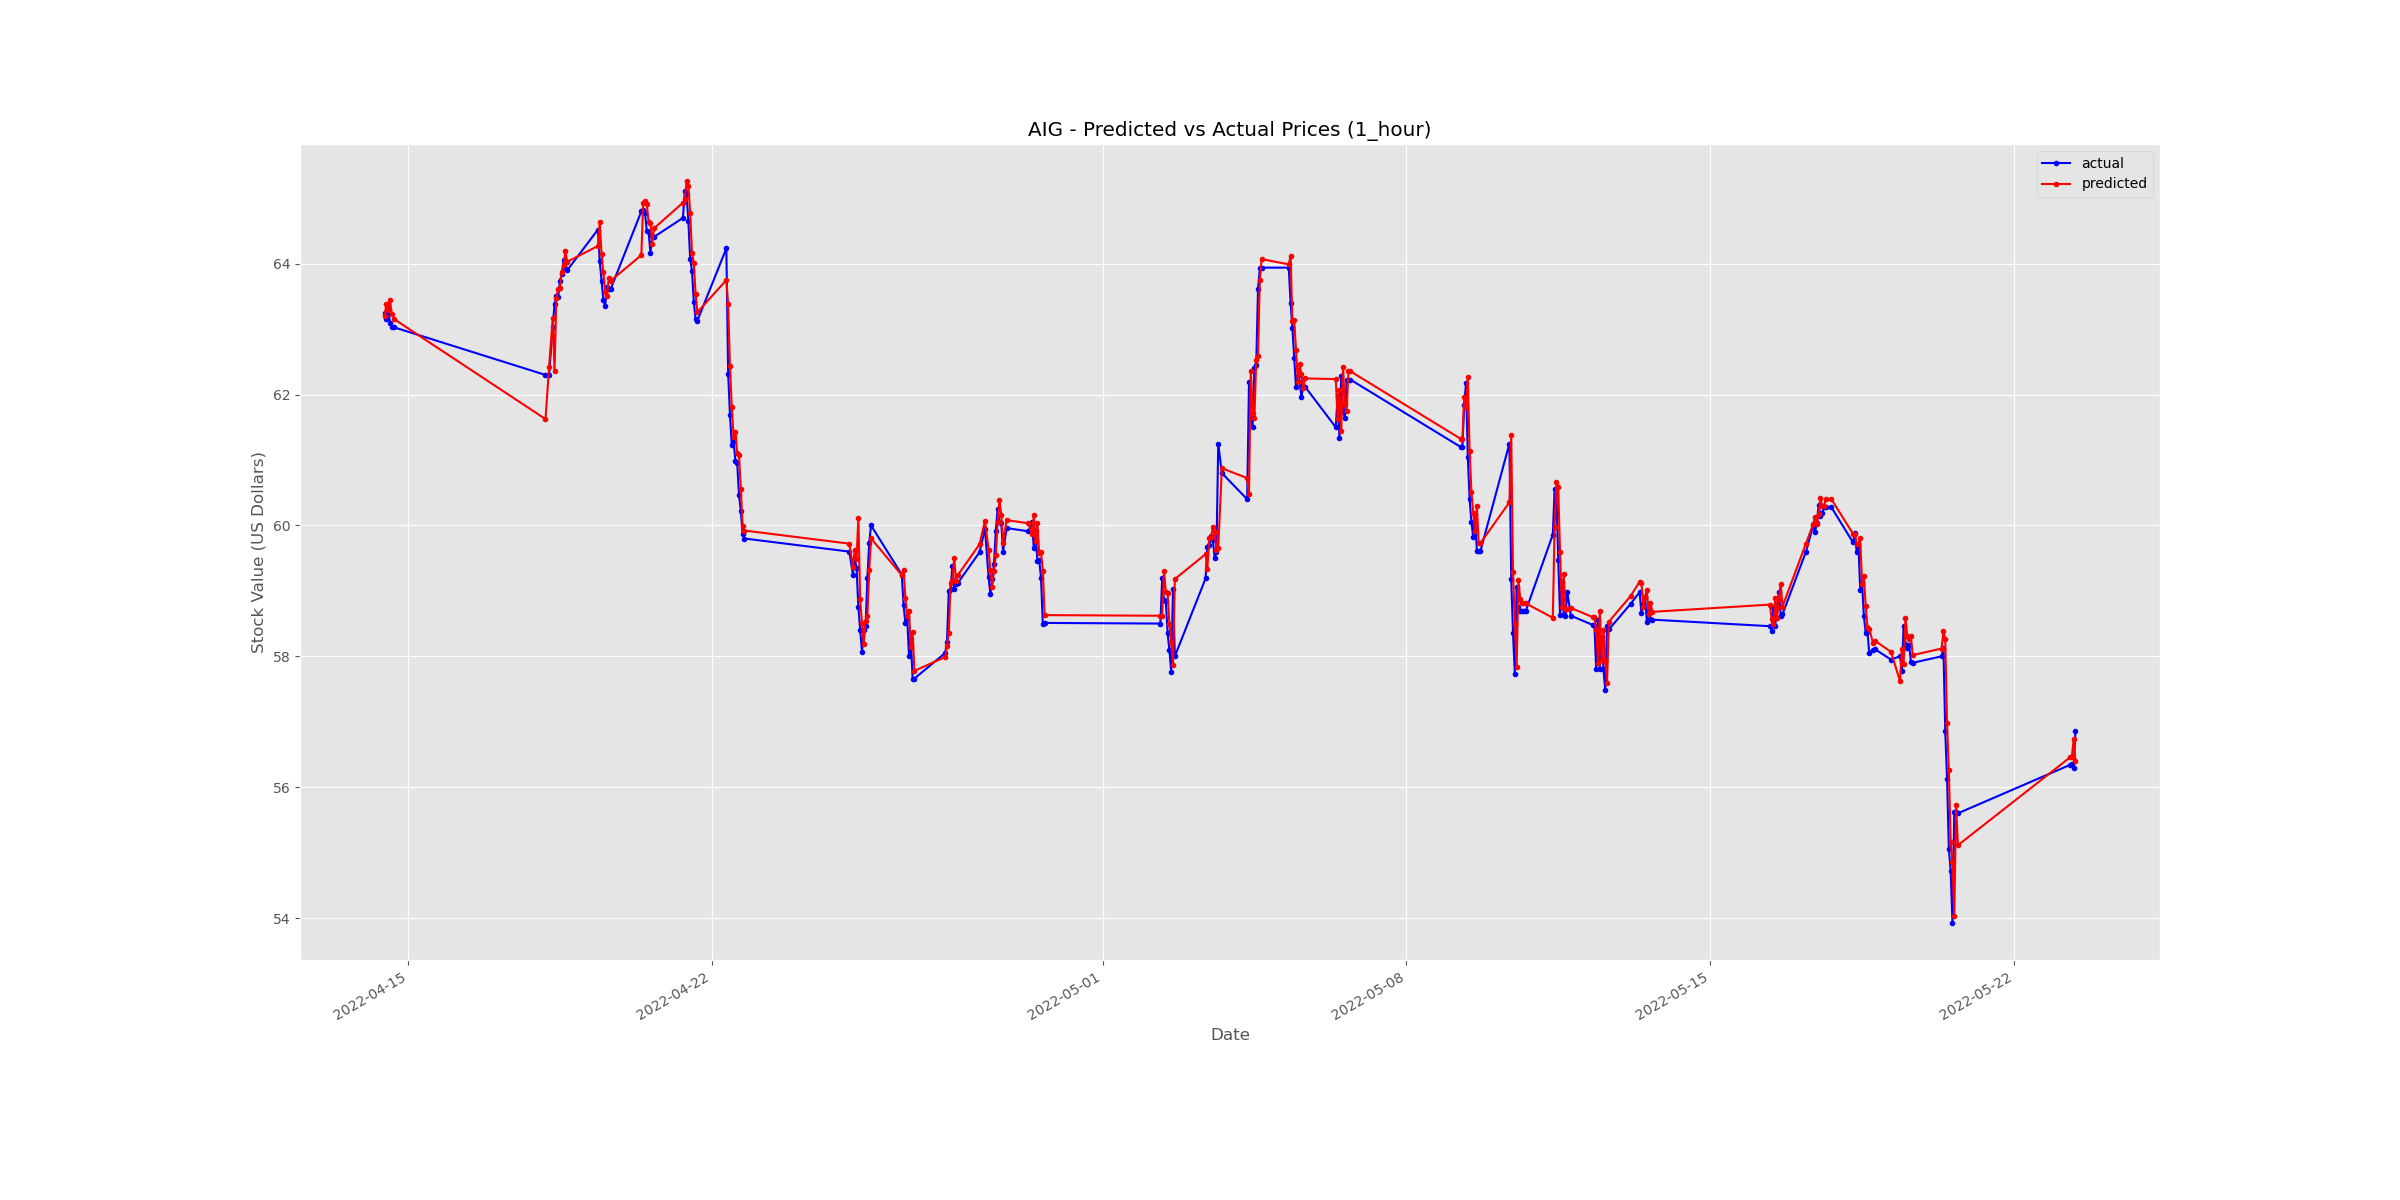 AIG - Predicted vs Actual Prices (1_hour)
actual
predicted
Stock Value (US Dollars)
64
62
60
58
56
54
2022-04-15
2022-04-22
2022-05-01
2022-05-08
2022-05-15
2022-05-22
Date